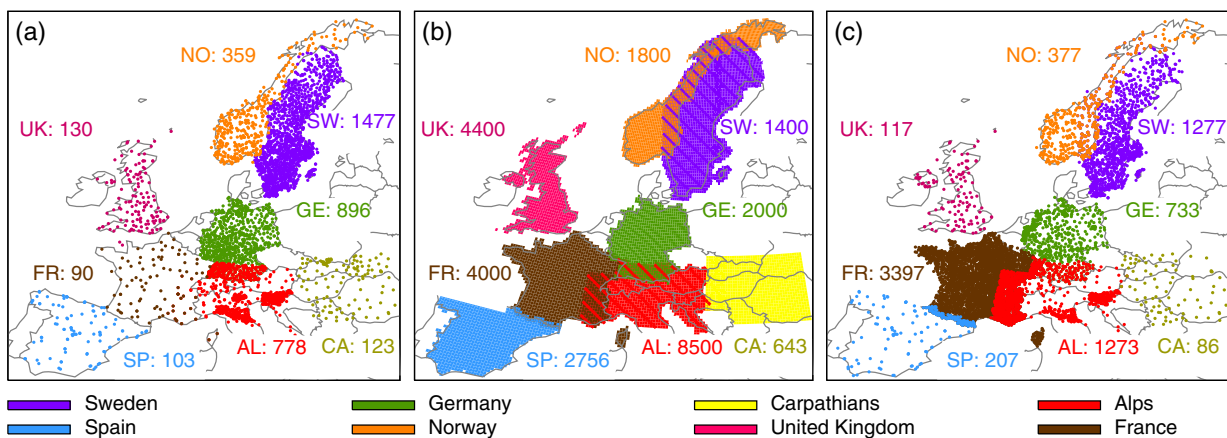 (a)
NO: 359
UK: 130
SW: 1477
GE: 896
FR: 90
SP: 103
AL: 778
CA: 123
(b)
NO: 1800
UK: 4400
SW: 1400
GE: 2000
FR: 4000
SP: 2756
AL: 8500
CA: 643
(c)
NO: 377
UK: 117
SW: 1277
GE: 733
FR: 3397
SP: 207
AL: 1273
CA: 86
Sweden Germany Carpathians Alps
Spain Norway United Kingdom France